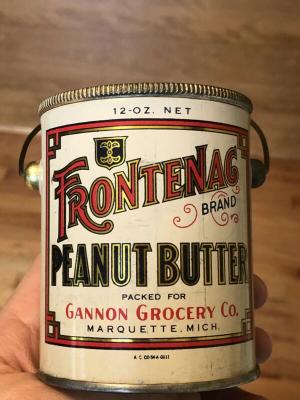 12-OZ. NET
FRONTENAC
BRAND
PEANUT BUTTER
PACKED FOR
GANNON GROCERY CO.
MARQUETTE, MICH.